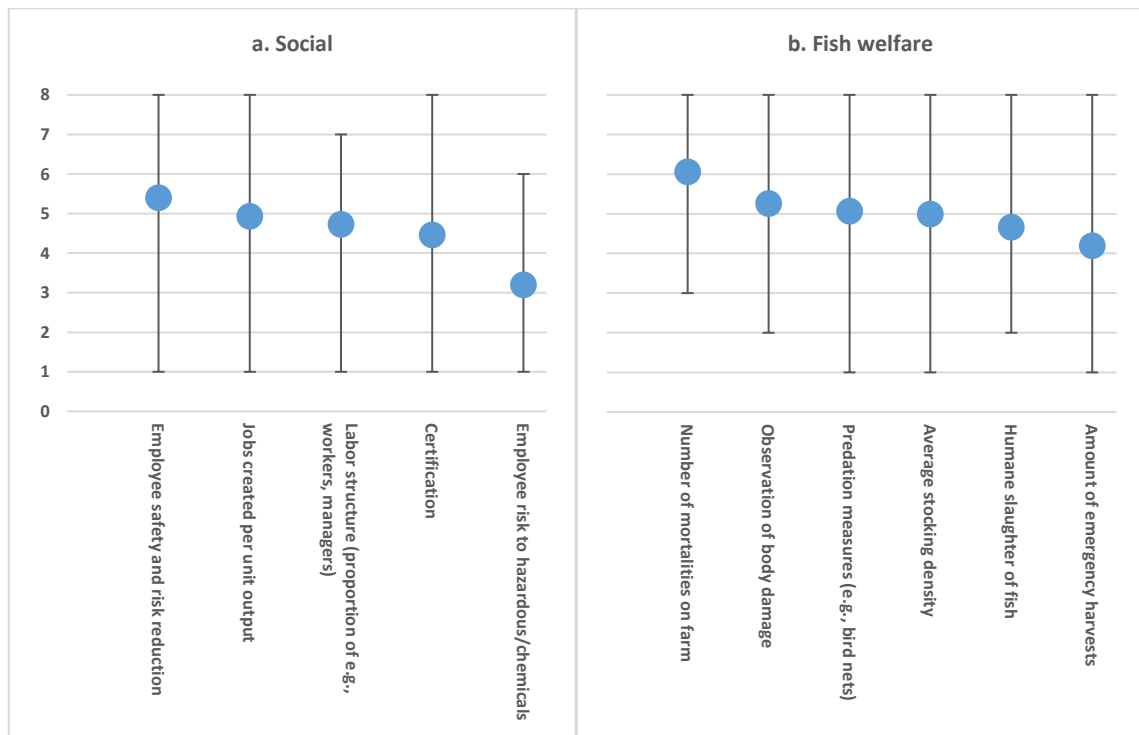 a. Social
8
7
6
5
4
3
2
1
0
Employee safety and risk reduction
Jobs created per unit output
Labor structure (proportion of e.g.,
workers, managers)
Certification
Employee risk to hazardous/chemicals
b. Fish welfare
Number of mortalities on farm
Observation of body damage
Predation measures (e.g., bird nets)
Average stocking density
Humane slaughter of fish
Amount of emergency harvests